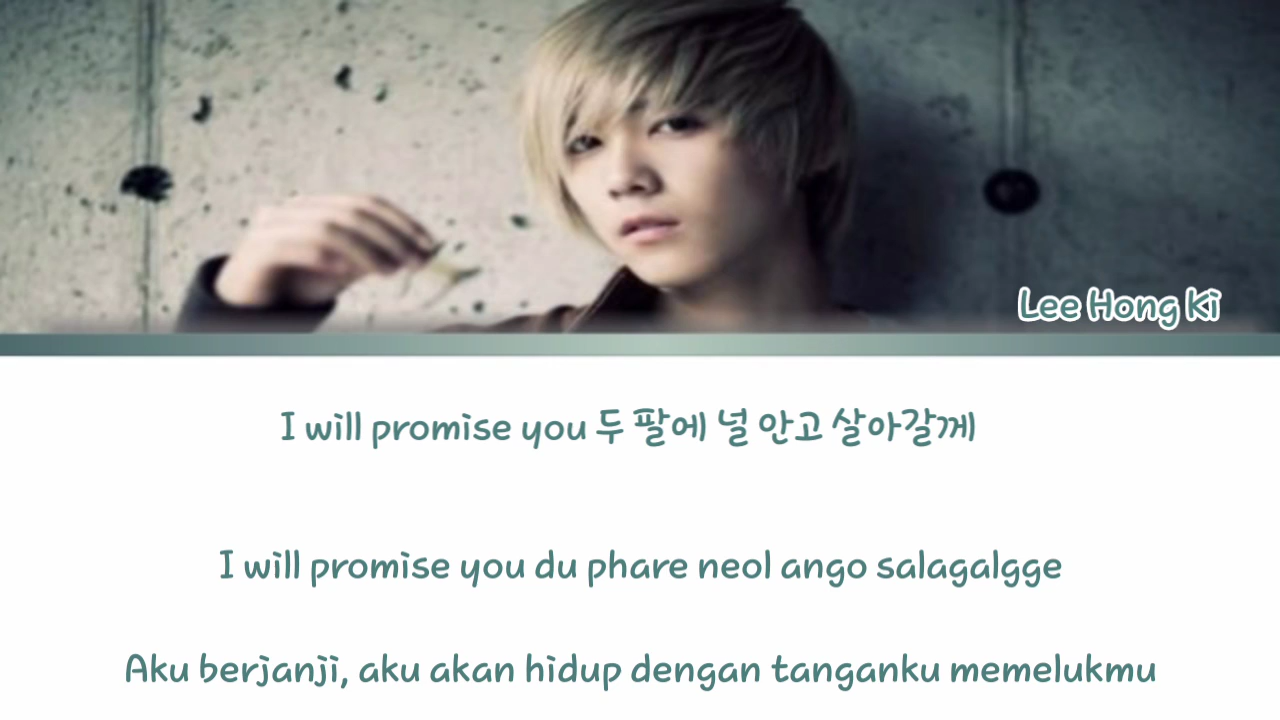 Lee Hong Ki
I will promise you 두 팔에 널 안고 살아갈께
I will promise you du phare neol ango salagalgge
Aku berjanji, aku akan hidup dengan tanganku memelukmu